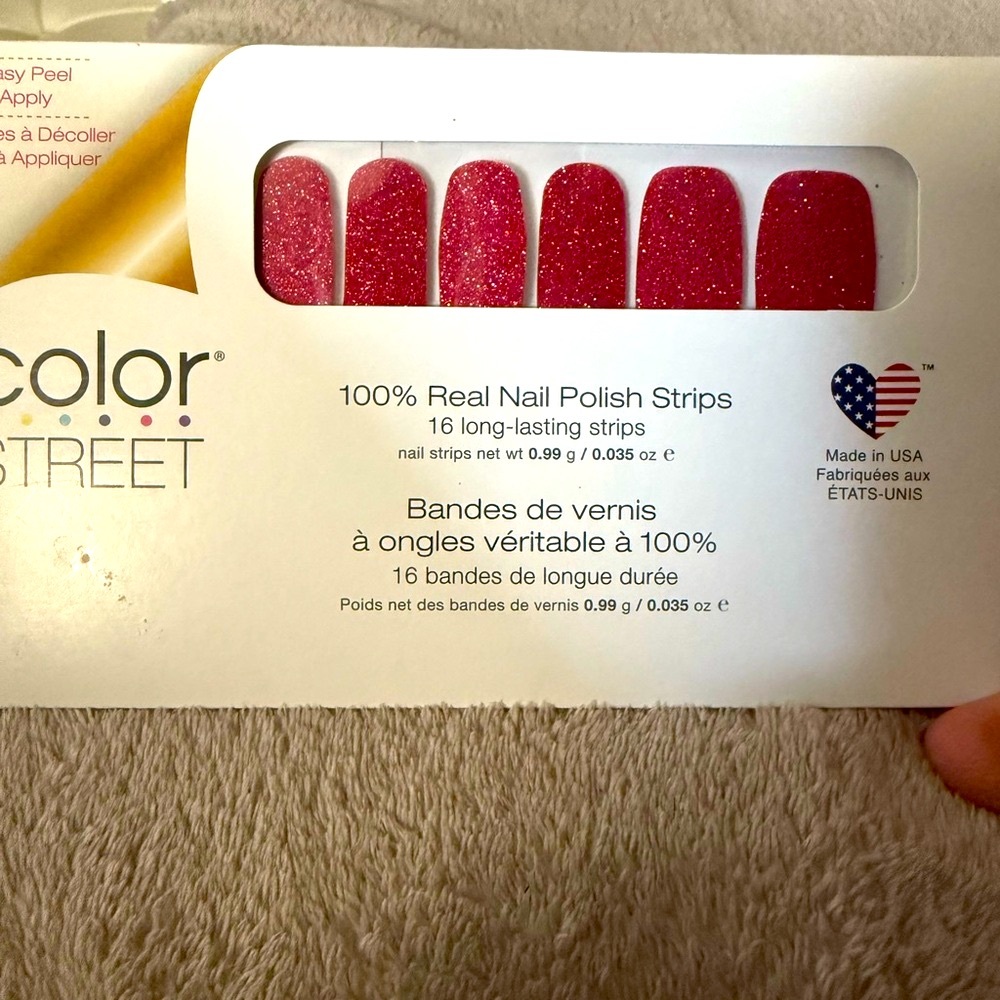 asy Peel
Apply
es à Décoller
à Appliquer
color®
STREET
100% Real Nail Polish Strips
16 long-lasting strips
nail strips net wt 0.99 g / 0.035 oz ℮
Bandes de vernis
à ongles véritable à 100%
16 bandes de longue durée
Poids net des bandes de vernis 0.99 g / 0.035 oz ℮
™
Made in USA
Fabriquées aux
ÉTATS-UNIS